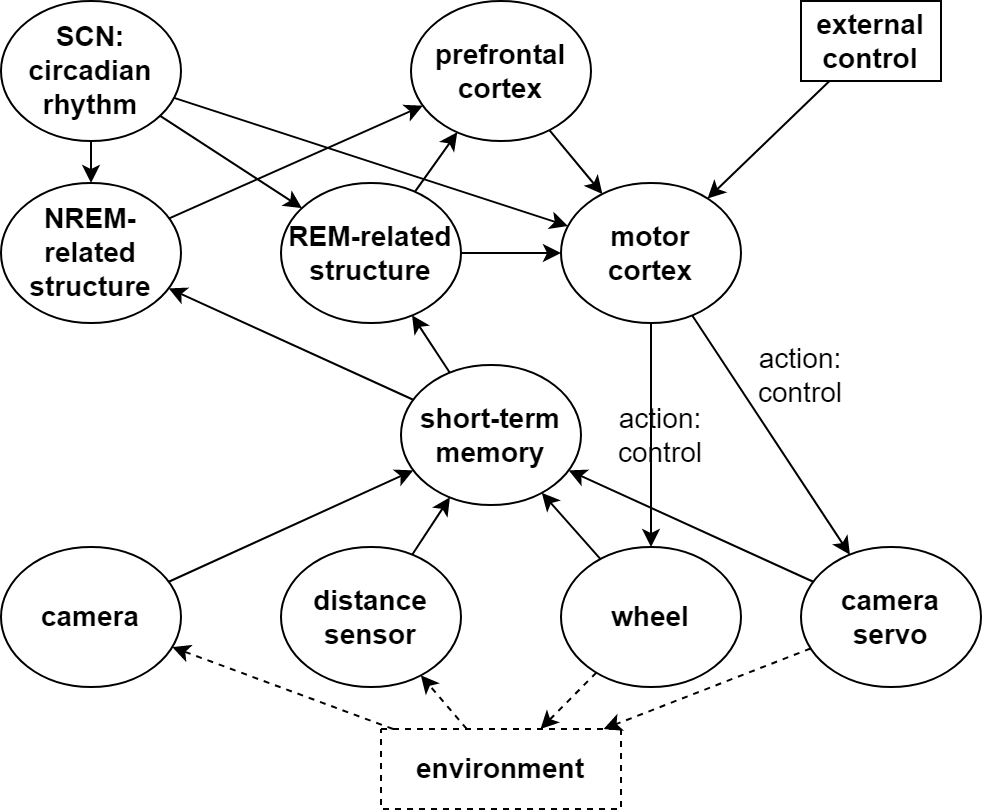 SCN:
circadian
rhythm
prefrontal
cortex
external
control
NREM-
related
structure
REM-related
structure
motor
cortex
action:
control
short-term
memory
action:
control
camera
distance
sensor
wheel
camera
servo
environment